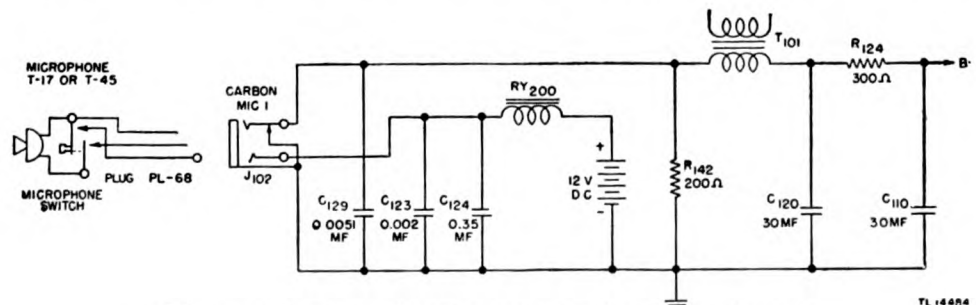 MICROPHONE
T-17 OR T-45
MICROPHONE
SWITCH
PLUG PL-68
CARBON
MIC 1
J102
C129
0.0051
MF
C123
0.002
MF
C124
0.35
MF
RY200
+
12 V
DC
-
R142
200Ω
T101
R124
300Ω
B-
C120
30MF
C110
30MF
TL 14484